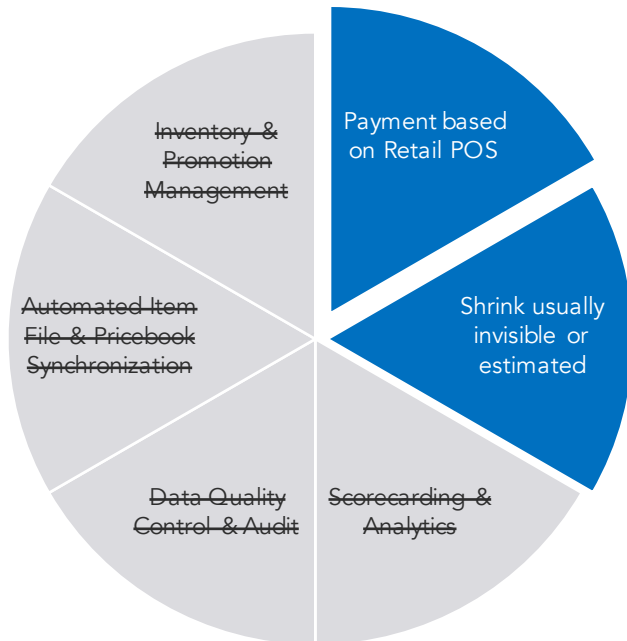 Inventory &
Promotion
Management
Payment based
on Retail POS
Automated Item
File & Pricebook
Synchronization
Shrink usually
invisible or
estimated
Data Quality
Control & Audit
Scorecarding &
Analytics